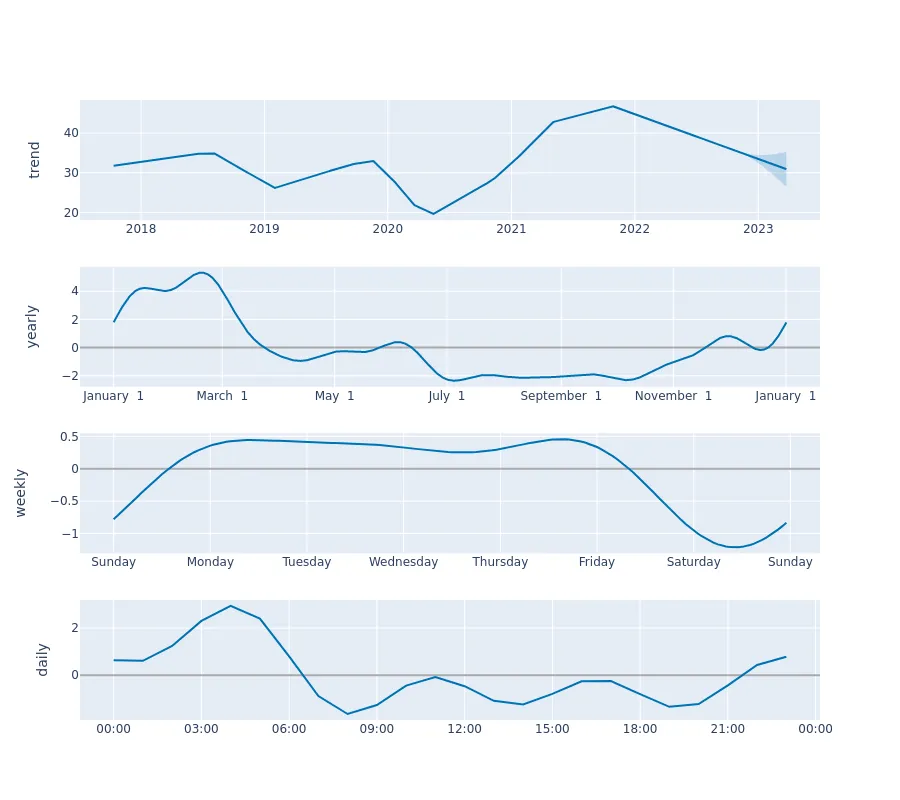 trend
40
30
20
2018 2019 2020 2021 2022 2023
yearly
4
2
0
−2
January 1 March 1 May 1 July 1 September 1 November 1 January 1
weekly
0.5
0
−0.5
−1
Sunday Monday Tuesday Wednesday Thursday Friday Saturday Sunday
daily
2
0
00:00 03:00 06:00 09:00 12:00 15:00 18:00 21:00 00:00